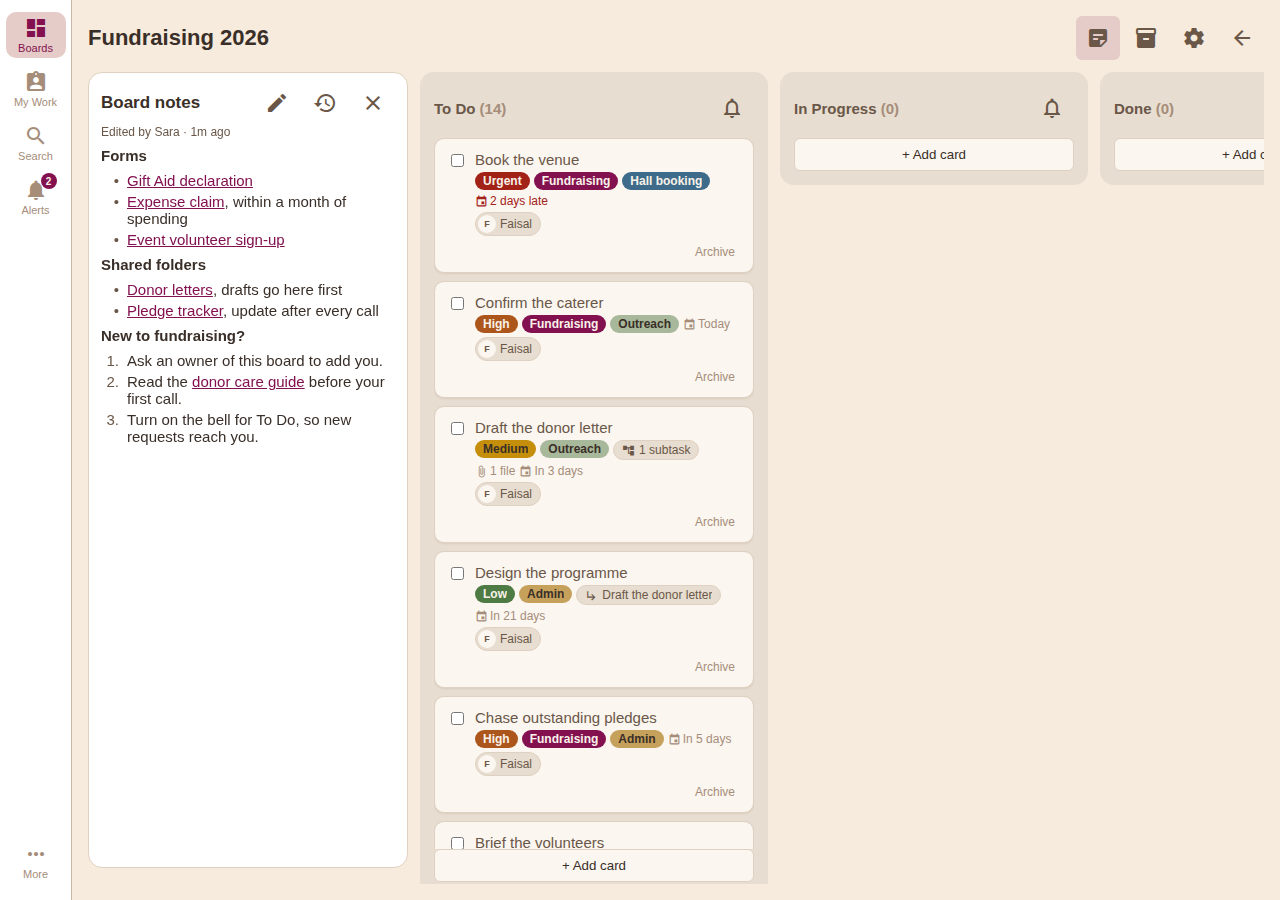 Boards
My Work
Search
2
Alerts
More
Fundraising 2026
Board notes
Edited by Sara · 1m ago
Forms
• Gift Aid declaration
• Expense claim, within a month of
spending
• Event volunteer sign-up
Shared folders
• Donor letters, drafts go here first
• Pledge tracker, update after every call
New to fundraising?
1. Ask an owner of this board to add you.
2. Read the donor care guide before your
first call.
3. Turn on the bell for To Do, so new
requests reach you.
To Do (14)
Book the venue
Urgent Fundraising Hall booking
2 days late
F Faisal
Archive
Confirm the caterer
High Fundraising Outreach Today
F Faisal
Archive
Draft the donor letter
Medium Outreach 1 subtask
1 file In 3 days
F Faisal
Archive
Design the programme
Low Admin Draft the donor letter
In 21 days
F Faisal
Archive
Chase outstanding pledges
High Fundraising Admin In 5 days
F Faisal
Archive
Brief the volunteers
+ Add card
In Progress (0)
+ Add card
Done (0)
+ Add c